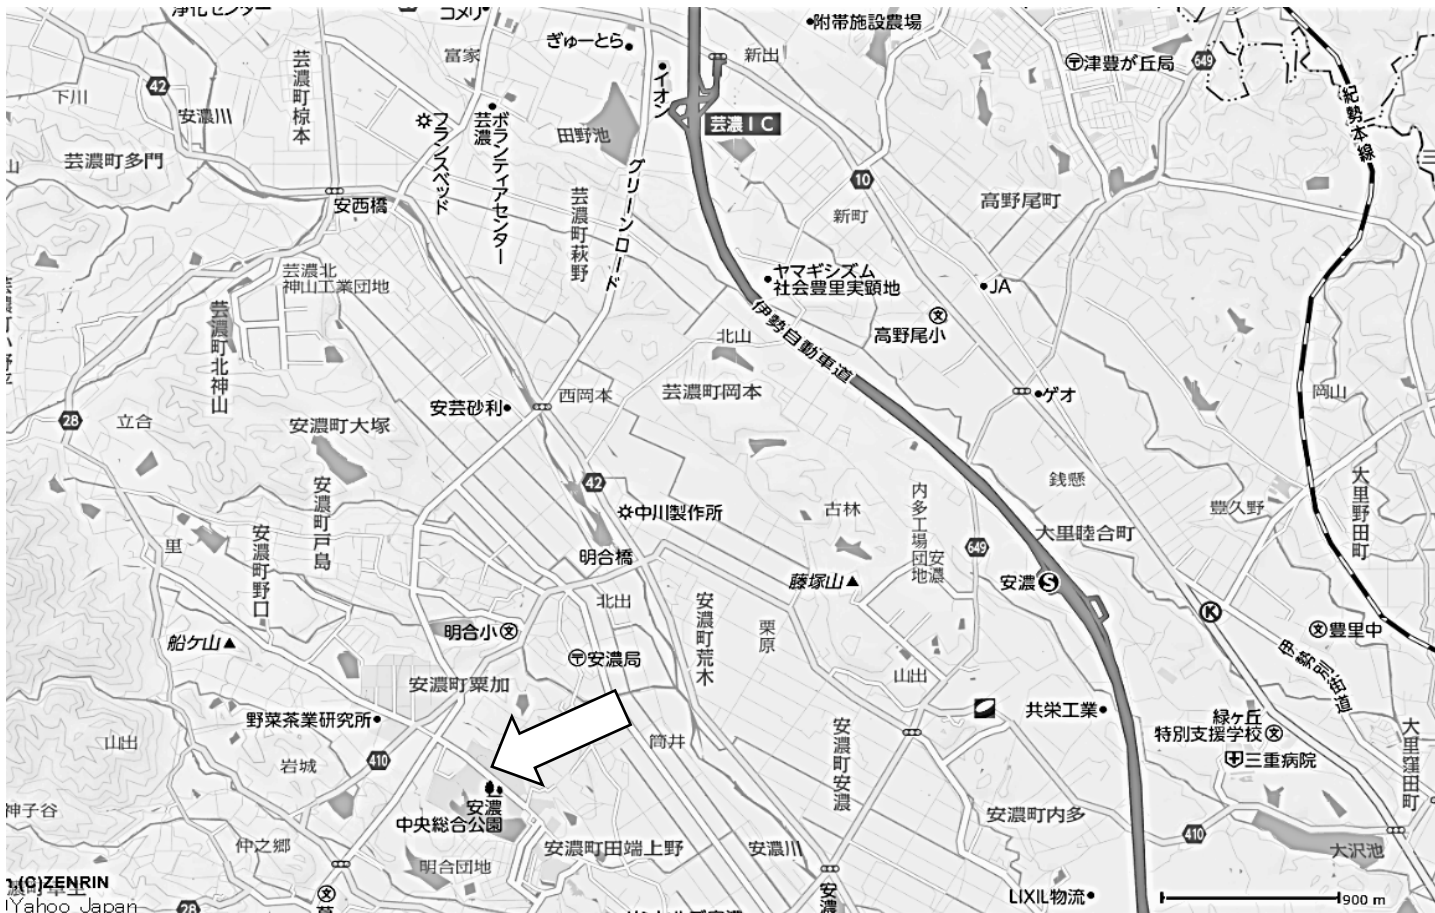 浄化センター
コメリ
附帯施設農場
ぎゅーとら
富家
新出
津豊が丘局
649
イオン
42
下川
安濃川
芸濃町椋本
芸濃
ボランティアセンター
フランスベッド
田野池
芸濃IC
紀勢本線
芸濃町多門
グリーンロード
10
高野尾町
新町
安西橋
芸濃町萩野
芸濃北
神山工業団地
ヤマギシズム
社会豊里実顕地
JA
芸濃町北神山
伊勢自動車道
高野尾小
北山
28
立合
安芸砂利
西岡本
芸濃町岡本
ゲオ
岡山
安濃町大塚
42
銭懸
安濃町戸島
中川製作所
古林
内多工場団地
安濃
豊久野
大里野田町
大里睦合町
里
安濃町野口
明合橋
649
藤塚山
安濃
S
北出
安濃町荒木
栗原
K
豊里中
船ケ山
明合小
安濃局
伊勢別街道
安濃町粟加
山出
野菜茶業研究所
共栄工業
緑ヶ丘
特別支援学校
三重病院
大里窪田町
山出
410
岩城
筒井
安濃町安濃
神子谷
安濃
中央総合公園
安濃町内多
410
仲之郷
明合団地
安濃町田端上野
安濃川
大沢池
(C)ZENRIN
Yahoo Japan
28
LIXIL物流
900 m